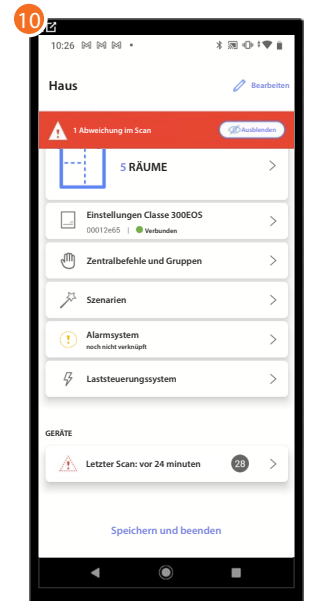 10
10:26
Haus
Bearbeiten
1 Abweichung im Scan
Ausblenden
5 RÄUME
Einstellungen Classe 300EOS
00012e65 | Verbunden
Zentralbefehle und Gruppen
Szenarien
Alarmsystem
noch nicht verknüpft
Laststeuerungssystem
GERÄTE
Letzter Scan: vor 24 minuten
28
Speichern und beenden